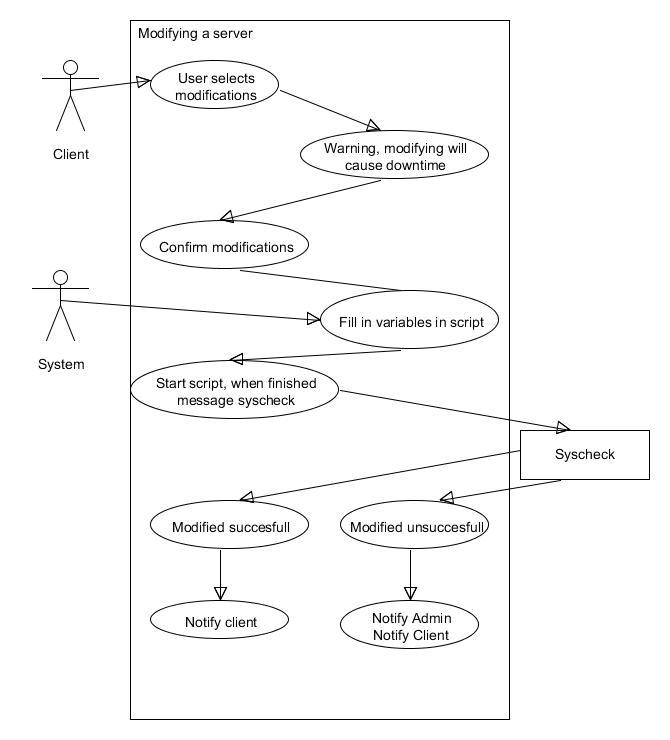 Modifying a server
User selects
modifications
Client
Warning, modifying will
cause downtime
Confirm modifications
Fill in variables in script
System
Start script, when finished
message syscheck
Syscheck
Modified succesfull
Modified unsuccesfull
Notify client
Notify Admin
Notify Client